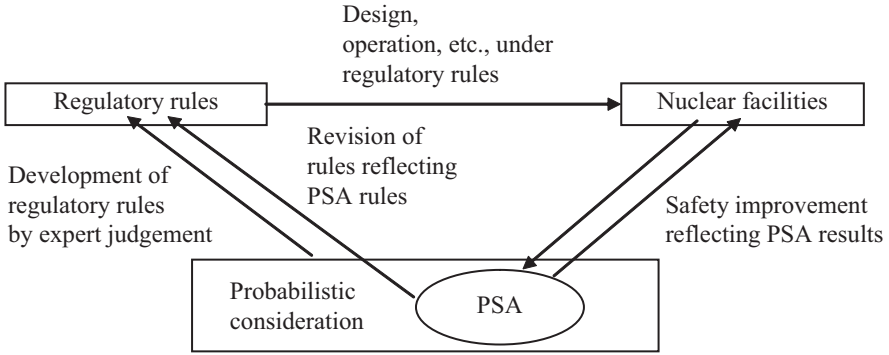 Design,
operation, etc., under
regulatory rules
Regulatory rules
Nuclear facilities
Revision of
rules reflecting
PSA rules
Development of
regulatory rules
by expert judgement
Safety improvement
reflecting PSA results
Probabilistic
consideration
PSA